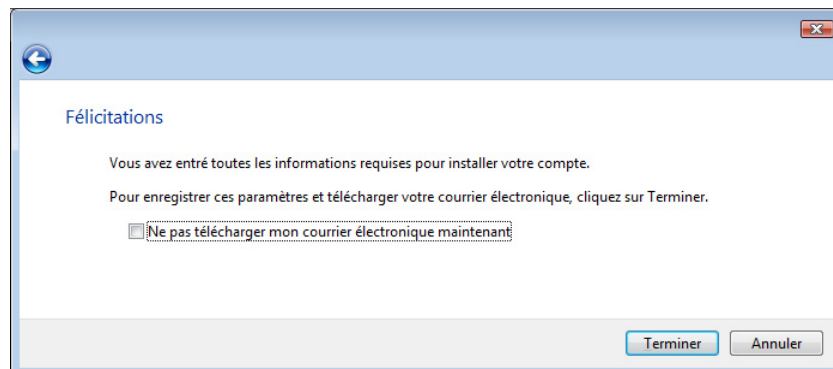 Félicitations
Vous avez entré toutes les informations requises pour installer votre compte.
Pour enregistrer ces paramètres et télécharger votre courrier électronique, cliquez sur Terminer.
Ne pas télécharger mon courrier électronique maintenant
Terminer Annuler